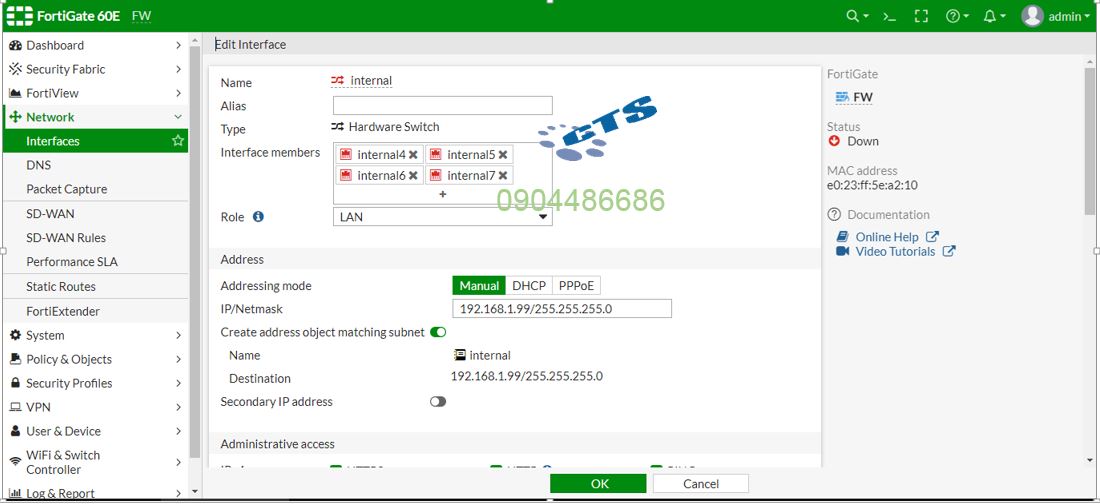 FortiGate 60E FW
admin
Dashboard
Security Fabric
FortiView
Network
Interfaces
DNS
Packet Capture
SD-WAN
SD-WAN Rules
Performance SLA
Static Routes
FortiExtender
System
Policy & Objects
Security Profiles
VPN
User & Device
WiFi & Switch
Controller
Log & Report
Edit Interface
Name internal
Alias
Type Hardware Switch
Interface members internal4 internal5
internal6 internal7
+
Role LAN
CTS
0904486686
Address
Addressing mode Manual DHCP PPPoE
IP/Netmask 192.168.1.99/255.255.255.0
Create address object matching subnet
Name internal
Destination 192.168.1.99/255.255.255.0
Secondary IP address
Administrative access
OK Cancel
FortiGate
FW
Status
Down
MAC address
e0:23:ff:5e:a2:10
Documentation
Online Help
Video Tutorials